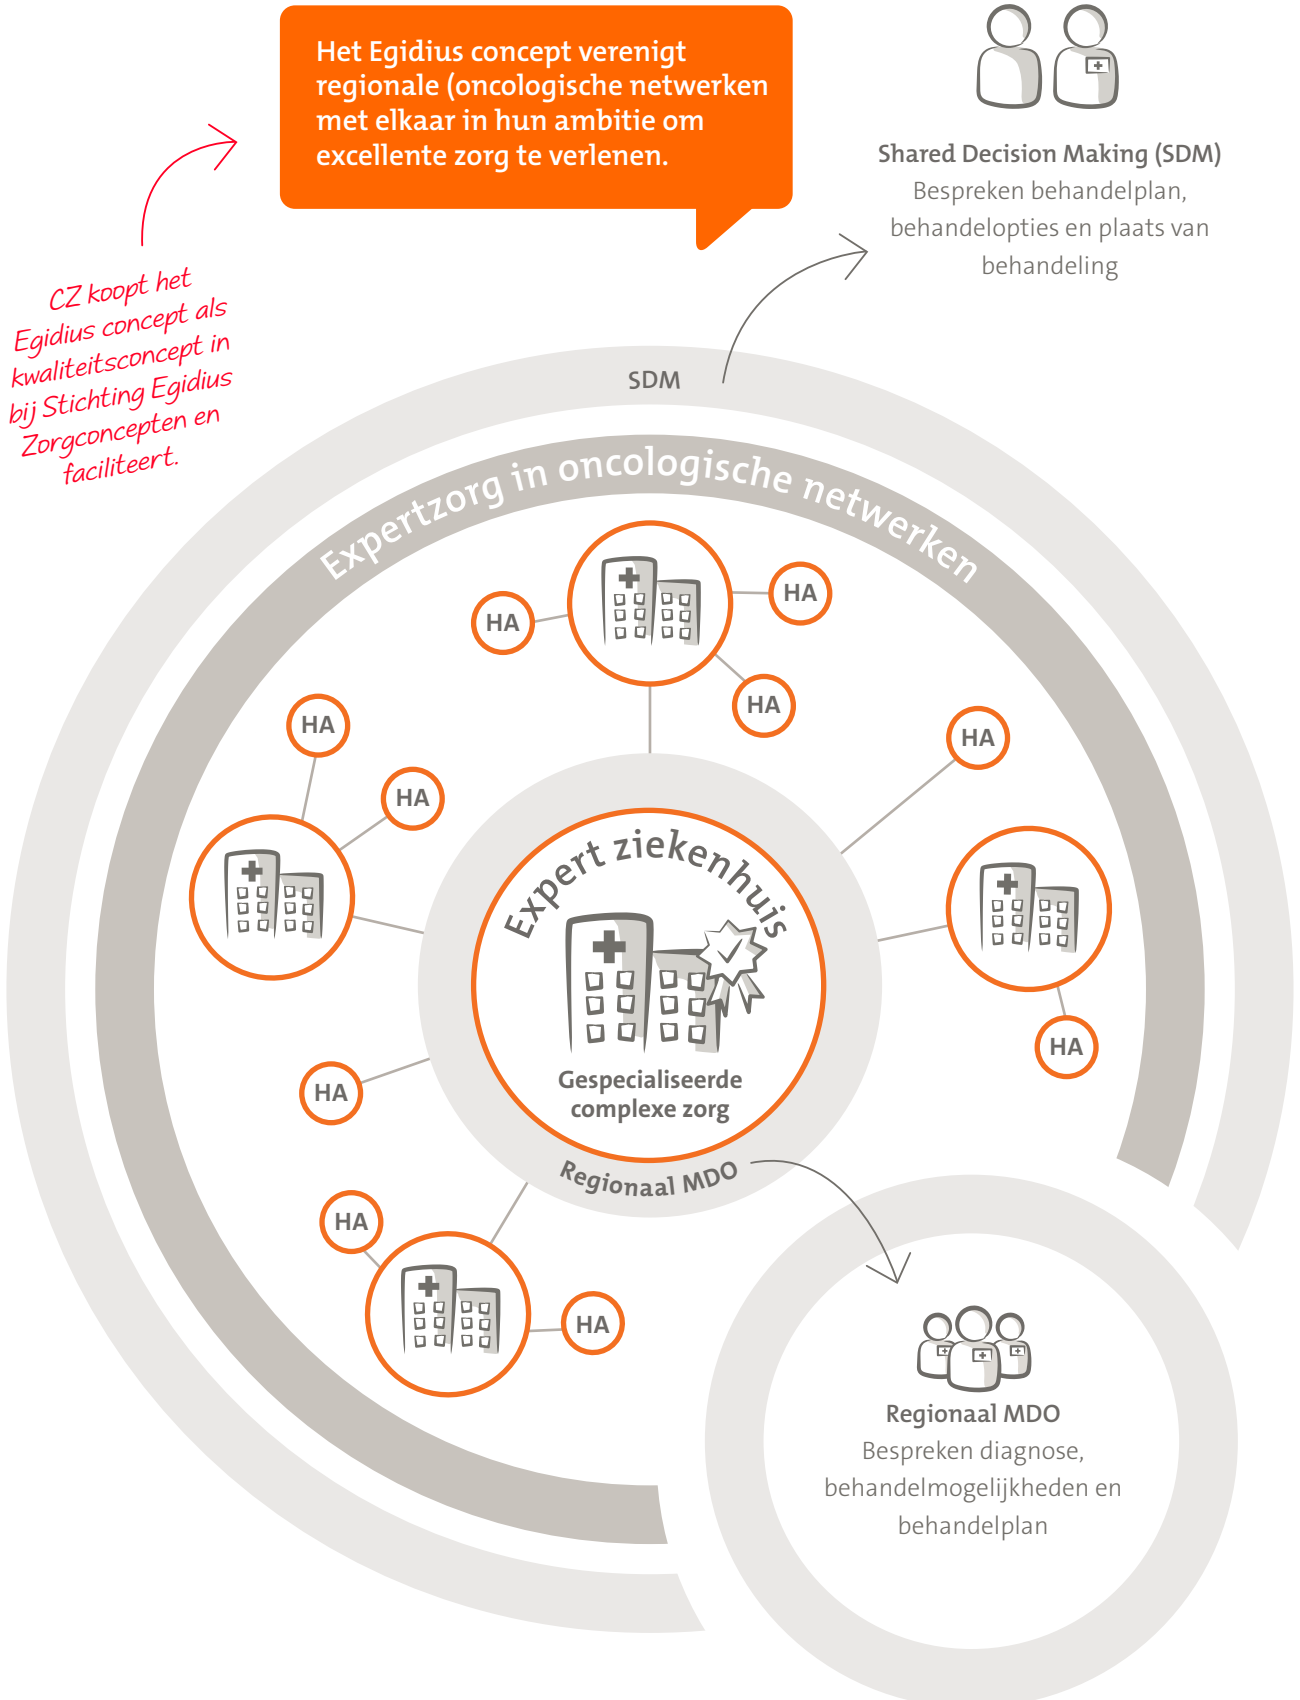 Het Egidius concept verenigt
regionale (oncologische netwerken
met elkaar in hun ambitie om
excellente zorg te verlenen.
Shared Decision Making (SDM)
Bespreken behandelplan,
behandelopties en plaats van
behandeling
CZ koopt het
Egidius concept als
kwaliteitsconcept in
bij Stichting Egidius
Zorgconcepten en
faciliteert.
SDM
Expertzorg in oncologische netwerken
HA
HA
HA
HA
HA
HA
Expert ziekenhuis
Gespecialiseerde
complexe zorg
HA
HA
Regionaal MDO
HA
HA
Regionaal MDO
Bespreken diagnose,
behandelmogelijkheden en
behandelplan